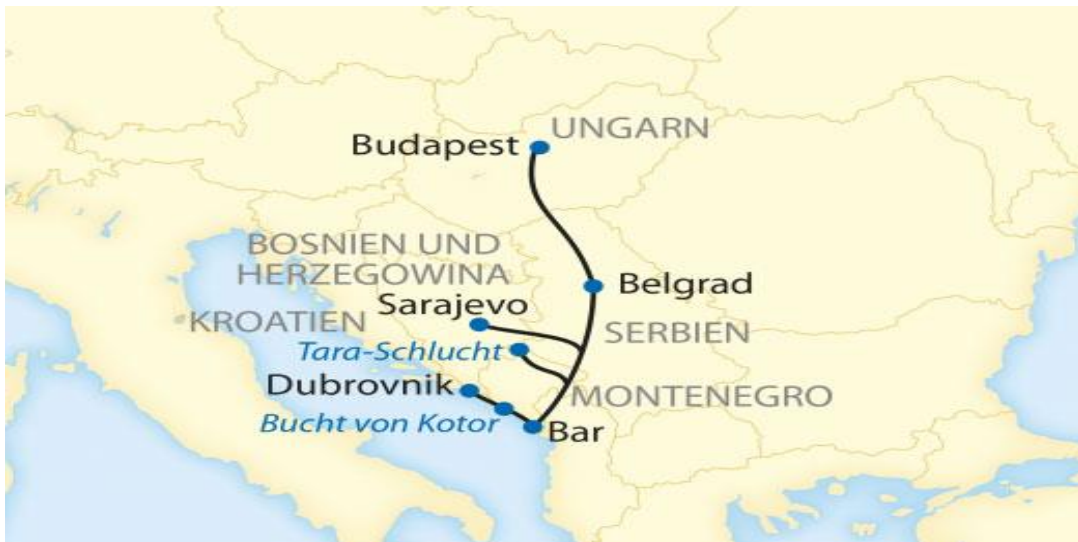 UNGARN
Budapest
BOSNIEN UND
HERZEGOWINA
Belgrad
Sarajevo
KROATIEN
SERBIEN
Tara-Schlucht
Dubrovnik
MONTENEGRO
Bucht von Kotor
Bar